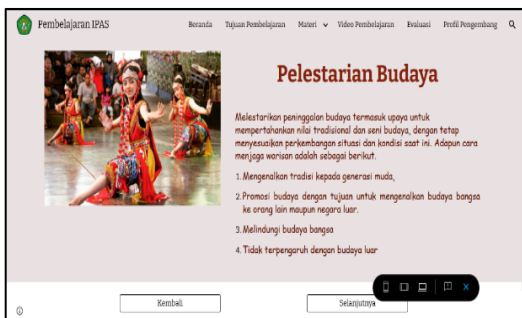 Pembelajaran IPAS
Beranda Tujuan Pembelajaran Materi Video Pembelajaran Evaluasi Profil Pengembang
Pelestarian Budaya
Melestarikan peninggalan budaya termasuk upaya untuk
mempertahankan nilai tradisional dan seni budaya, dengan tetap
menyesuaikan perkembangan situasi dan kondisi saat ini. Adapun cara
menjaga warisan adalah sebagai berikut.
1. Mengenalkan tradisi kepada generasi muda,
2. Promosi budaya dengan tujuan untuk mengenalkan budaya bangsa
ke orang lain maupun negara luar.
3. Melindungi budaya bangsa
4. Tidak terpengaruh dengan budaya luar
Kembali Selanjutnya